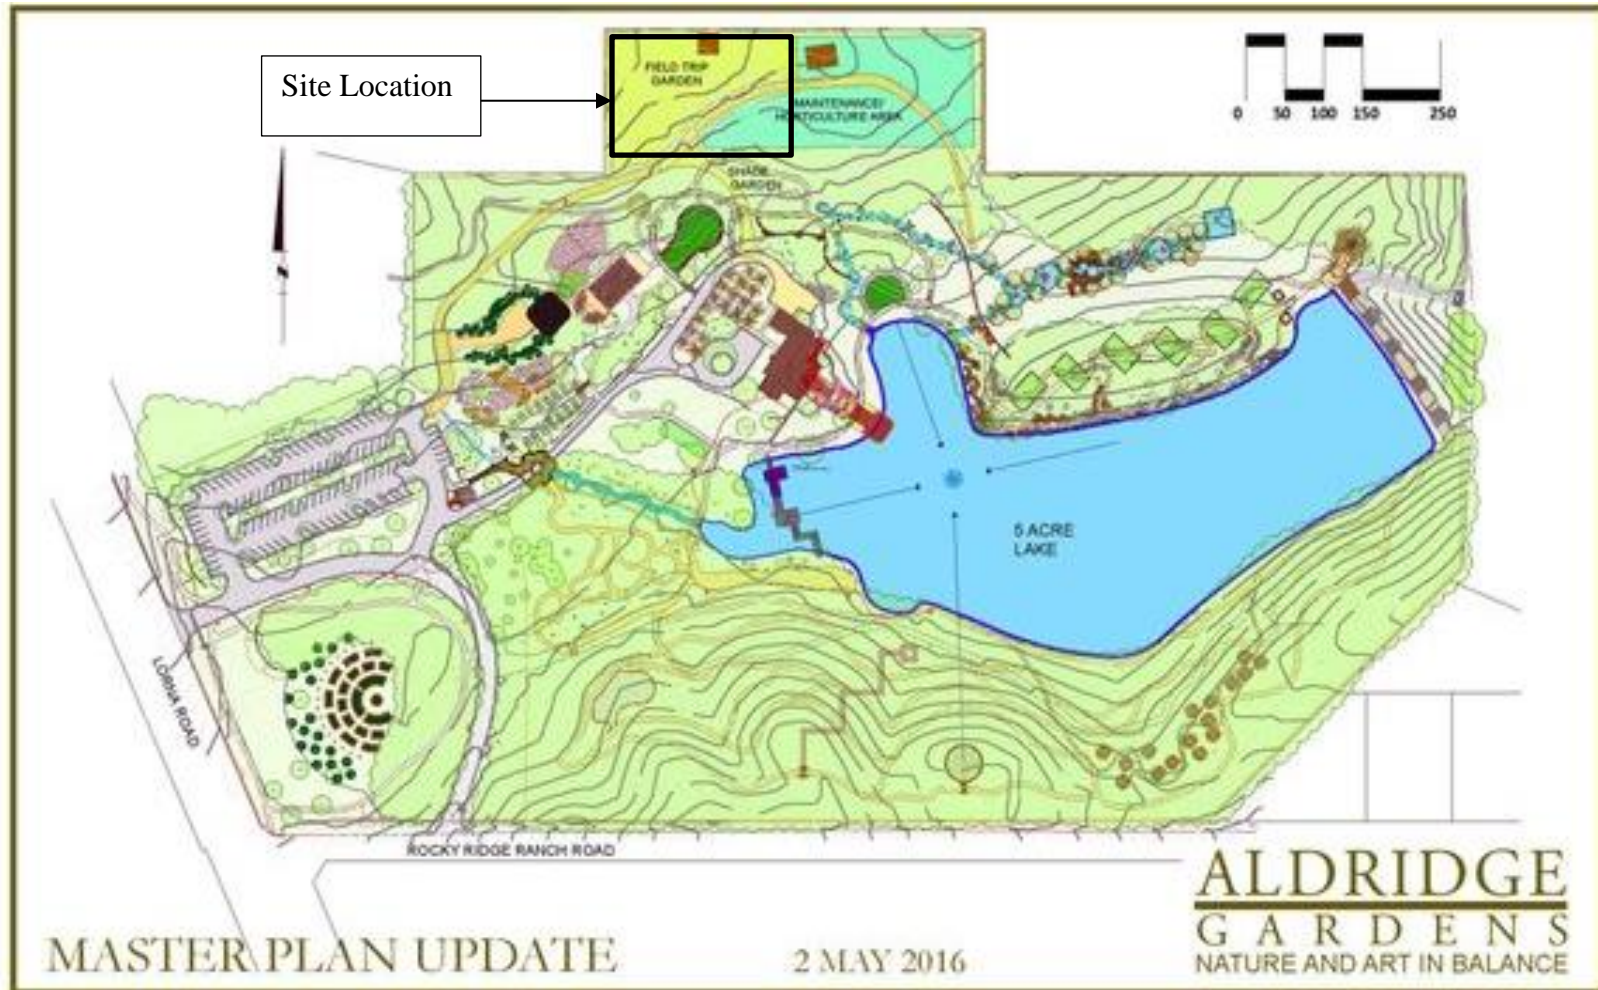 Site Location
FIELD TRIP
GARDEN
MAINTENANCE/
HORTICULTURE AREA
0 50 100 150 250
SHADE
GARDEN
5 ACRE
LAKE
LORNA ROAD
ROCKY RIDGE RANCH ROAD
MASTER PLAN UPDATE
2 MAY 2016
ALDRIDGE
GARDENS
NATURE AND ART IN BALANCE